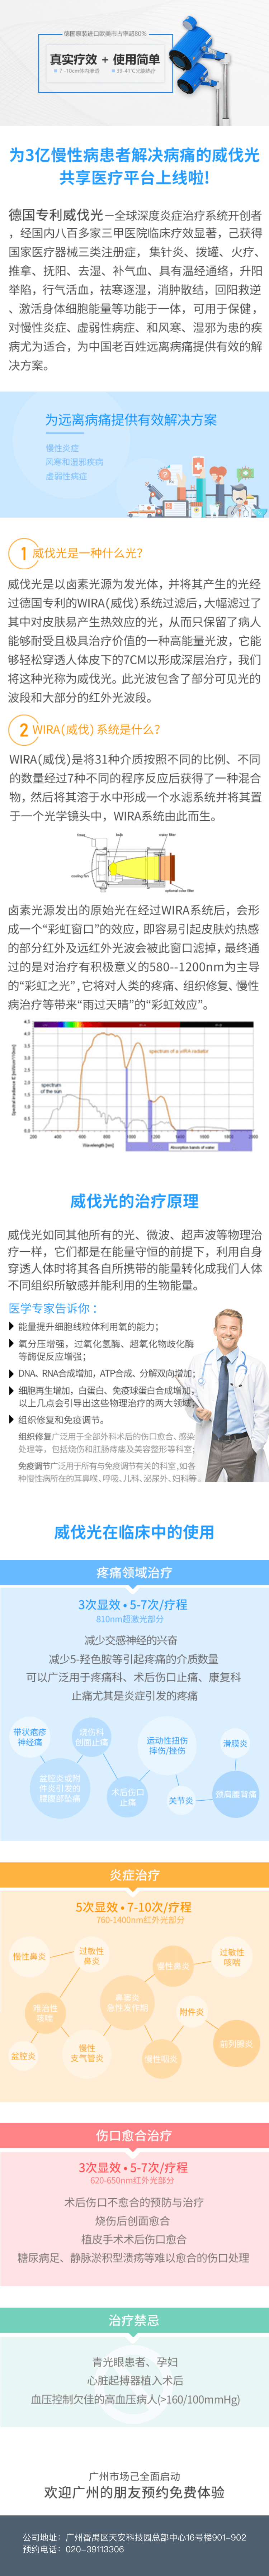 德国原装进口欧美市占率超80%
真实疗效 + 使用简单
7 -10cm体内渗透
39-41℃光能热疗
为3亿慢性病患者解决病痛的威伐光
共享医疗平台上线啦!
德国专利威伐光－全球深度炎症治疗系统开创者
，经国内八百多家三甲医院临床疗效显著，己获得
国家医疗器械三类注册症， 集针炎、拨罐、火疗、
推拿、抚阳、去湿、补气血、具有温经通络，升阳
举陷，行气活血，祛寒逐湿，消肿散结，回阳救逆
、激活身体细胞能量等功能于一体，可用于保健，
对慢性炎症、虚弱性病症、和风寒、湿邪为患的疾
病尤为适合，为中国老百姓远离病痛提供有效的解
决方案。
为远离病痛提供有效解决方案
慢性炎症
风寒和湿邪疾病
虚弱性病症
1 威伐光是一种什么光?
威伐光是以卤素光源为发光体，并将其产生的光经
过德国专利的WIRA(威伐)系统过滤后,大幅滤过了
其中对皮肤易产生热效应的光，从而只保留了病人
能够耐受且极具治疗价值的一种高能量光波，它能
够轻松穿透人体皮下的7CM以形成深层治疗，我们
将这种光称为威伐光。此光波包含了部分可见光的
波段和大部分的红外光波段。
2 WIRA(威伐) 系统是什么？
WIRA(威伐)是将31种介质按照不同的比例、不同
的数量经过7种不同的程序反应后获得了一种混合
物，然后将其溶于水中形成一个水滤系统并将其置
于一个光学镜头中，WIRA系统由此而生。
bulb
water filter
cooling fan
optional color filter
卤素光源发出的原始光在经过WIRA系统后，会形
成一个“彩虹窗口”的效应，即容易引起皮肤灼热感
的部分红外及远红外光波会被此窗口滤掉，最终通
过的是对治疗有积极意义的580--1200nm为主导
的“彩虹之光”, 它将对人类的疼痛、组织修复、慢性
病治疗等带来“雨过天晴”的“彩虹效应”。
spectrum of a wIRA radiator
spectrum
of the sun
Absorption bands of water
威伐光的治疗原理
威伐光如同其他所有的光、微波、超声波等物理治
疗一样，它们都是在能量守恒的前提下，利用自身
穿透人体时将其各自所携带的能量转化成我们人体
不同组织所敏感并能利用的生物能量。
医学专家告诉你：
能量提升细胞线粒体利用氧的能力；
氧分压增强，过氧化氢酶、超氧化物歧化酶
等酶促反应增强；
DNA、RNA合成增加，ATP合成、分解双向增加；
细胞再生增加，白蛋白、免疫球蛋白合成增加，
以上几点会引导出这些物理治疗的两大领域；
组织修复和免疫调节。
组织修复广泛用于全部外科术后的伤口愈合、感染
处理等，包括烧伤和肛肠痔瘘及美容整形等科室;
免疫调节广泛用于所有与免疫调节有关的科室,如各
种慢性病所在的耳鼻喉、呼吸、儿科、泌尿外、妇科等。
威伐光在临床中的使用
疼痛领域治疗
3次显效 • 5-7次/疗程
810nm超激光部分
减少交感神经的兴奋
减少5-羟色胺等引起疼痛的介质数量
可以广泛用于疼痛科、术后伤口止痛、康复科
止痛尤其是炎症引发的疼痛
带状疱疹
神经痛
烧伤科
创面止痛
运动性扭伤
挫伤/挫伤
滑膜炎
盆腔炎或附
件炎引发的
腰腹部坠痛
术后伤口
止痛
关节炎
颈肩腰背痛
炎症治疗
5次显效 • 7-10次/疗程
760-1400nm红外光部分
慢性鼻炎
过敏性
鼻炎
慢性鼻炎
过敏性
咳喘
难治性
咳喘
鼻窦炎
急性发作期
附件炎
盆腔炎
慢性
支气管炎
慢性咽炎
前列腺炎
伤口愈合治疗
3次显效 • 5-7次/疗程
620-650nm红外光部分
术后伤口不愈合的预防与治疗
烧伤后创面愈合
植皮手术术后伤口愈合
糖尿病足、静脉淤积型溃疡等难以愈合的伤口处理
治疗禁忌
青光眼患者、孕妇
心脏起搏器植入术后
血压控制欠佳的高血压病人(>160/100mmHg)
广州市场己全面启动
欢迎广州的朋友预约免费体验
公司地址：广州番禺区天安科技园总部中心16号楼901-902
预约电话：020-39113306